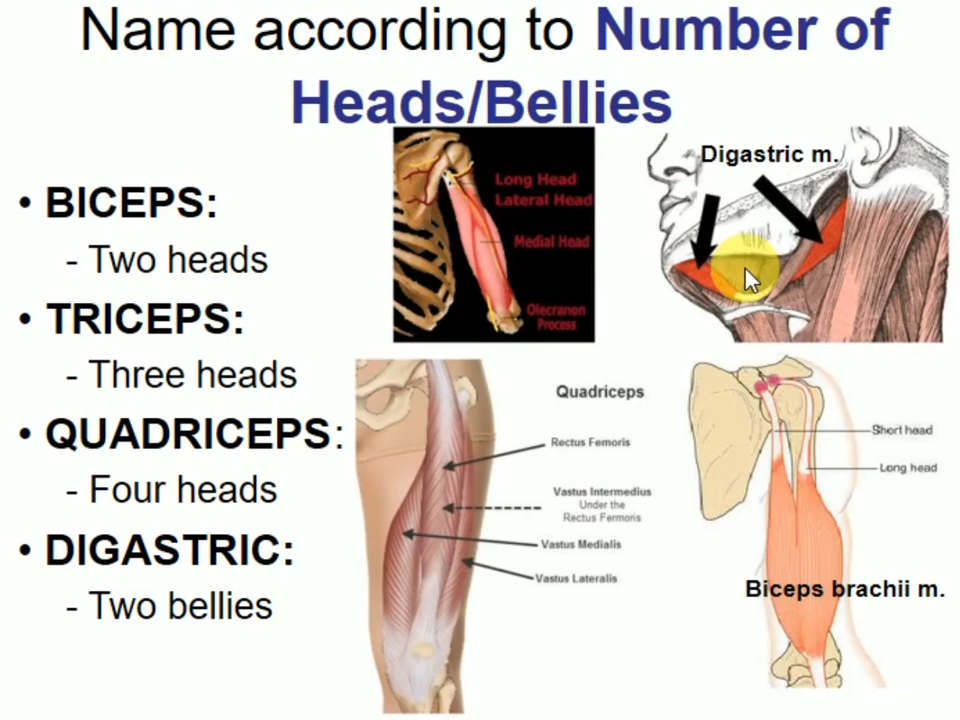 Name according to Number of
Heads/Bellies
• BICEPS:
- Two heads
• TRICEPS:
- Three heads
• QUADRICEPS:
- Four heads
• DIGASTRIC:
- Two bellies
Long Head
Lateral Head
Medial Head
Olecranon
Process
Digastric m.
Quadriceps
Rectus Femoris
Vastus Intermedius
Under the
Rectus Fermoris
Vastus Medialis
Vastus Lateralis
Short head
Long head
Biceps brachii m.